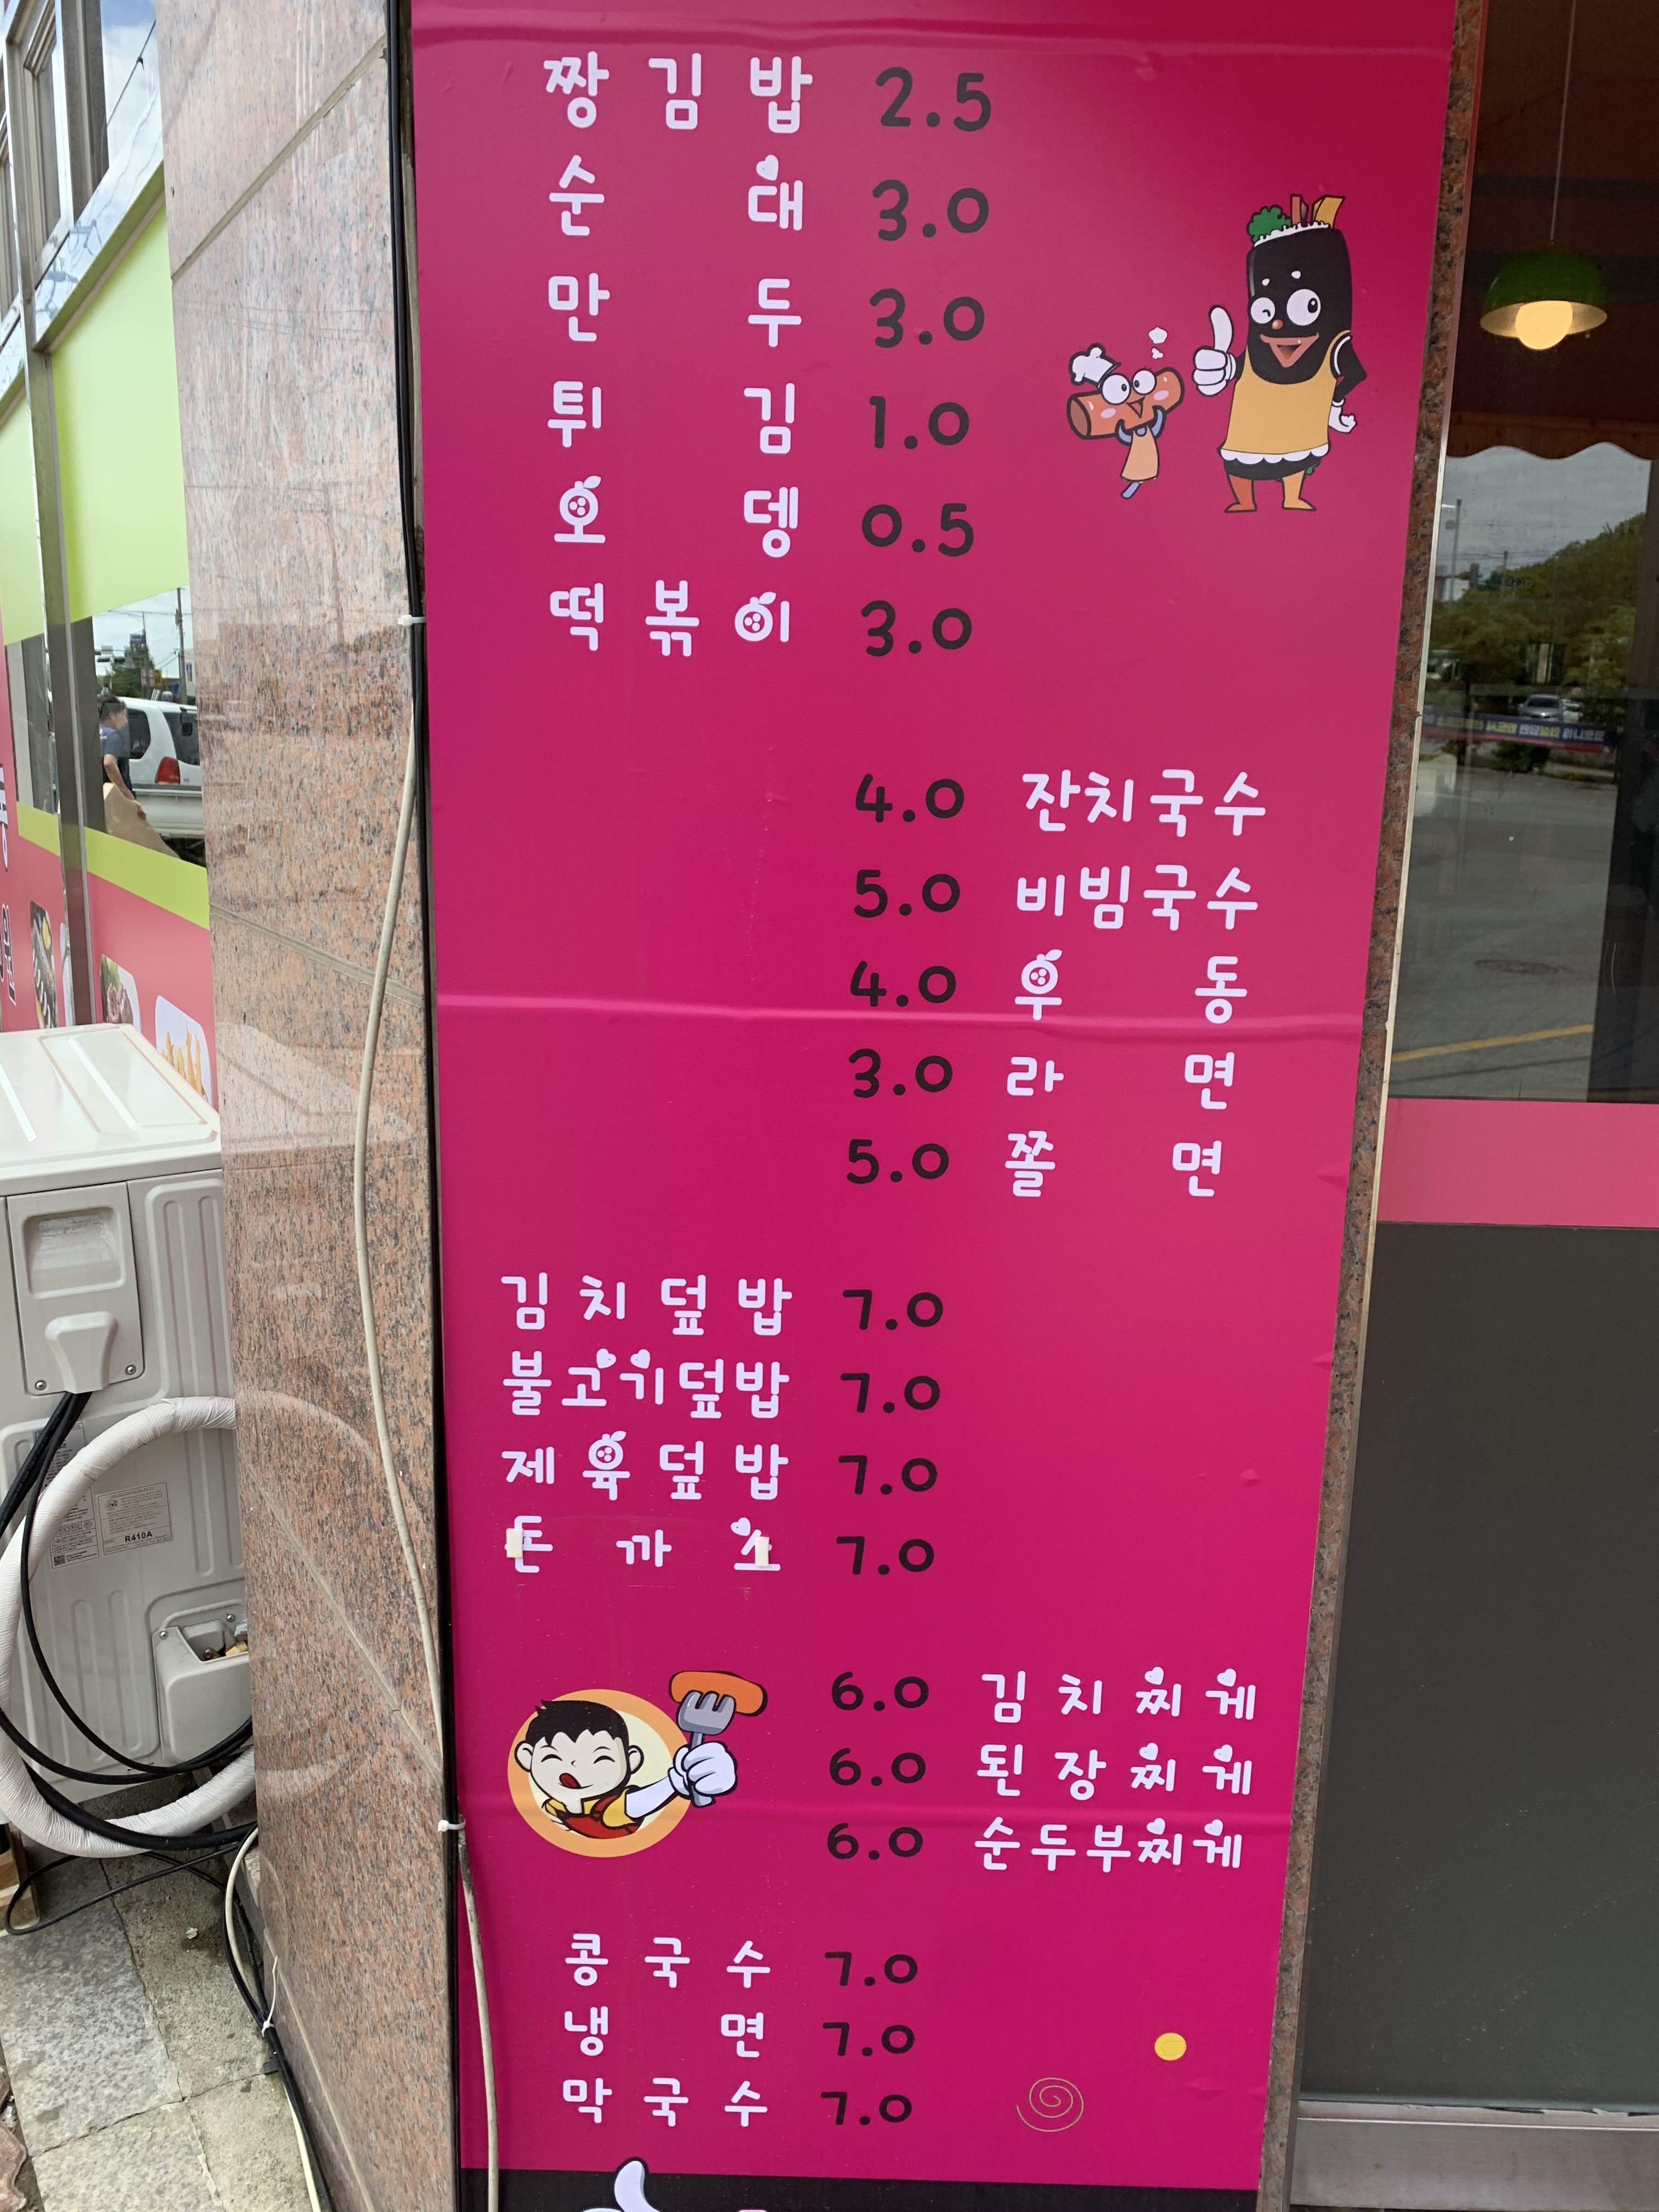 짱김밥 2.5
순대 3.0
만두 3.0
튀김 1.0
오뎅 0.5
떡볶이 3.0
4.0 잔치국수
5.0 비빔국수
4.0 우동
3.0 라면
5.0 쫄면
김치덮밥 7.0
불고기덮밥 7.0
제육덮밥 7.0
돈까스 7.0
6.0 김치찌게
6.0 된장찌게
6.0 순두부찌게
콩국수 7.0
냉면 7.0
막국수 7.0
R410A